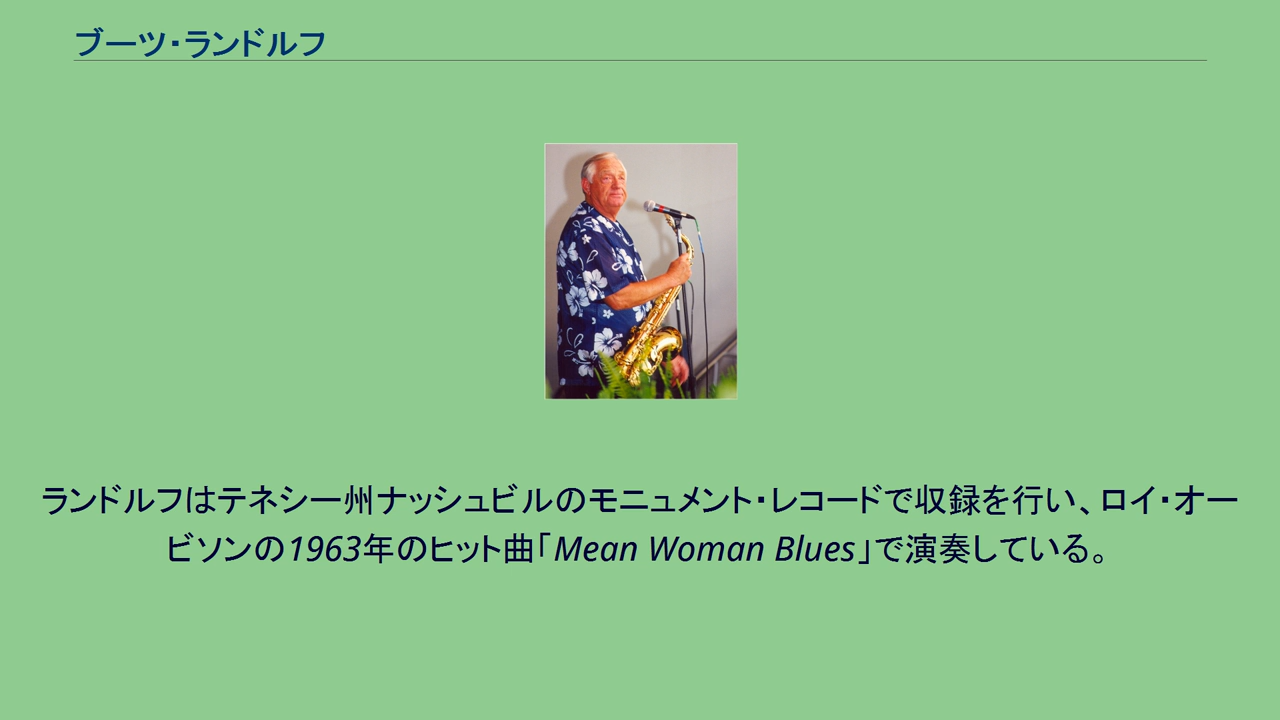 ブーツ・ランドルフ
ランドルフはテネシー州ナッシュビルのモニュメント・レコードで収録を行い、ロイ・オー
ビソンの1963年のヒット曲「Mean Woman Blues」で演奏している。